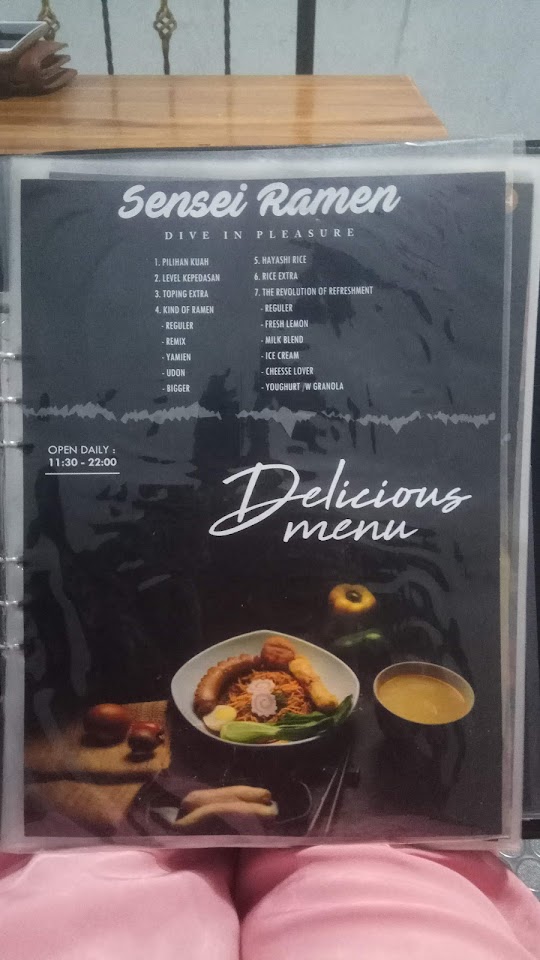 Sensei Ramen
DIVE IN PLEASURE
1. PILIHAN KUAH
2. LEVEL KEPEDASAN
3. TOPING EXTRA
4. KIND OF RAMEN
- REGULER
- REMIX
- YAMIEN
- UDON
- BIGGER
5. HAYASHI RICE
6. RICE EXTRA
7. THE REVOLUTION OF REFRESHMENT
- REGULER
- FRESH LEMON
- MILK BLEND
- ICE CREAM
- CHEESSE LOVER
- YOUGHURT /W GRANOLA
OPEN DAILY :
11:30 - 22:00
Delicious
menu